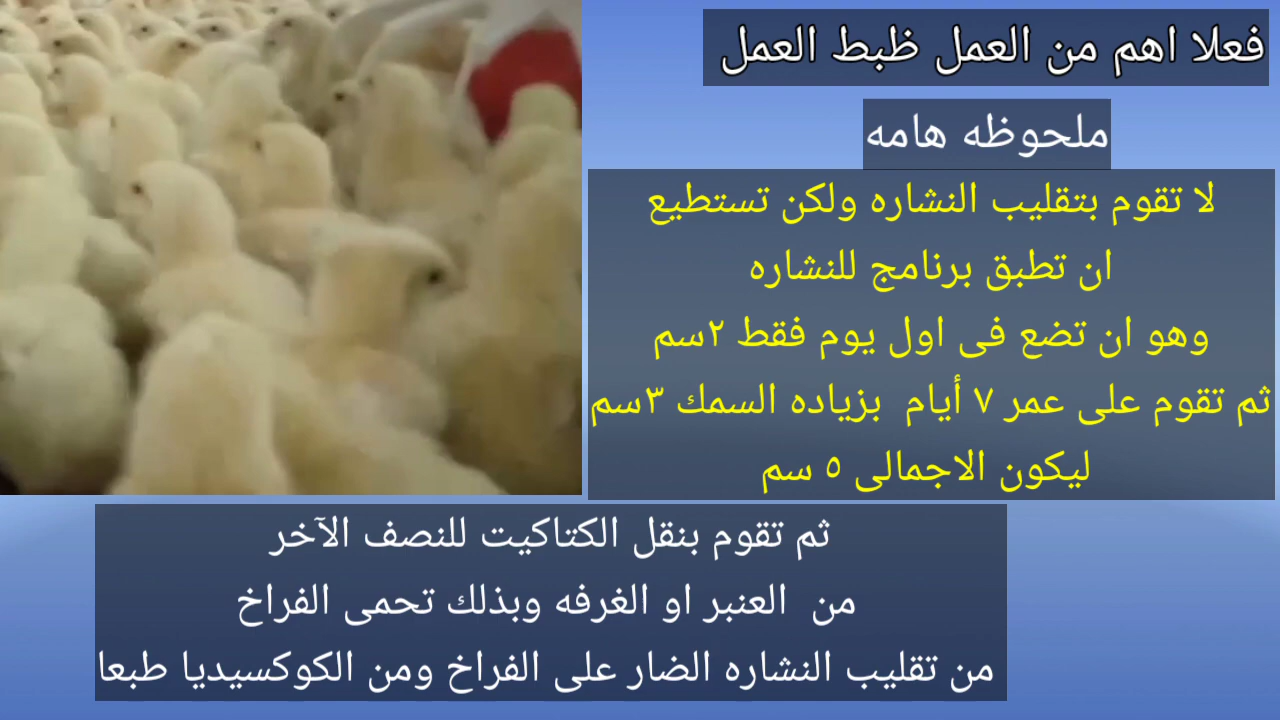 فعلا اهم من العمل ظبط العمل
ملحوظه هامه
لا تقوم بتقليب النشاره ولكن تستطيع
ان تطبق برنامج للنشاره
وهو ان تضع فى اول يوم فقط ٢سم
ثم تقوم على عمر ٧ أيام بزياده السمك ٣سم
ليكون الاجمالى ٥ سم
ثم تقوم بنقل الكتاكيت للنصف الآخر
من العنبر او الغرفه وبذلك تحمى الفراخ
من تقليب النشاره الضار على الفراخ ومن الكوكسيديا طبعا